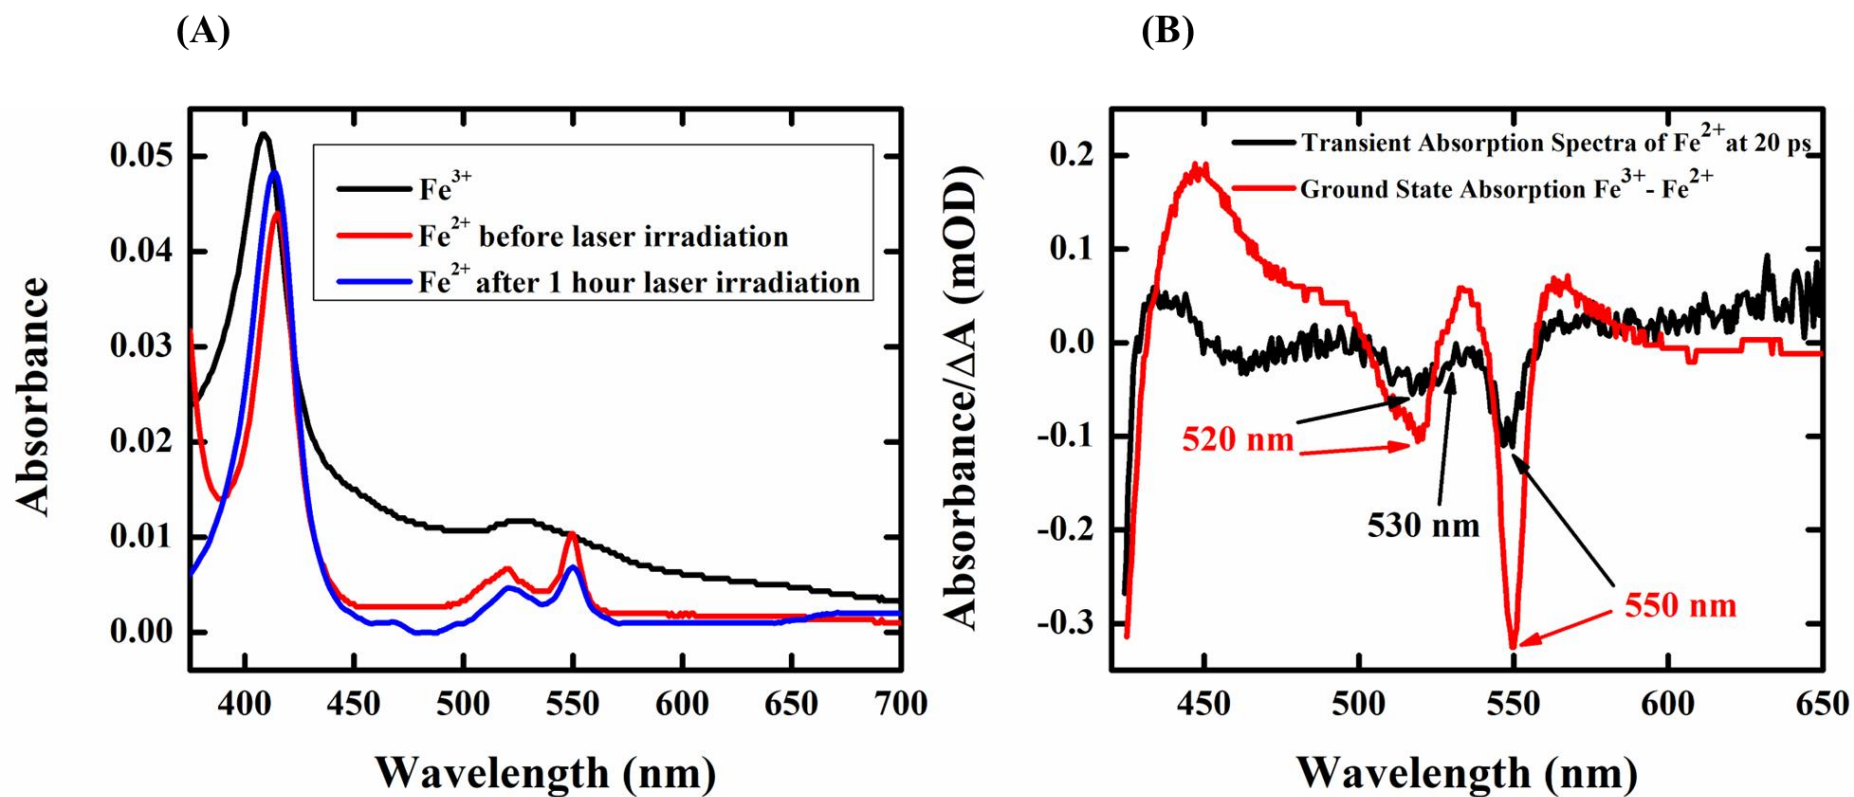 (A)
(B)
Absorbance
0.05
0.04
0.03
0.02
0.01
0.00
Fe³⁺
Fe²⁺ before laser irradiation
Fe²⁺ after 1 hour laser irradiation
400 450 500 550 600 650 700
Wavelength (nm)
Absorbance/ΔA (mOD)
0.2
0.1
0.0
-0.1
-0.2
-0.3
Transient Absorption Spectra of Fe²⁺ at 20 ps
Ground State Absorption Fe³⁺- Fe²⁺
520 nm
530 nm
550 nm
450 500 550 600 650
Wavelength (nm)